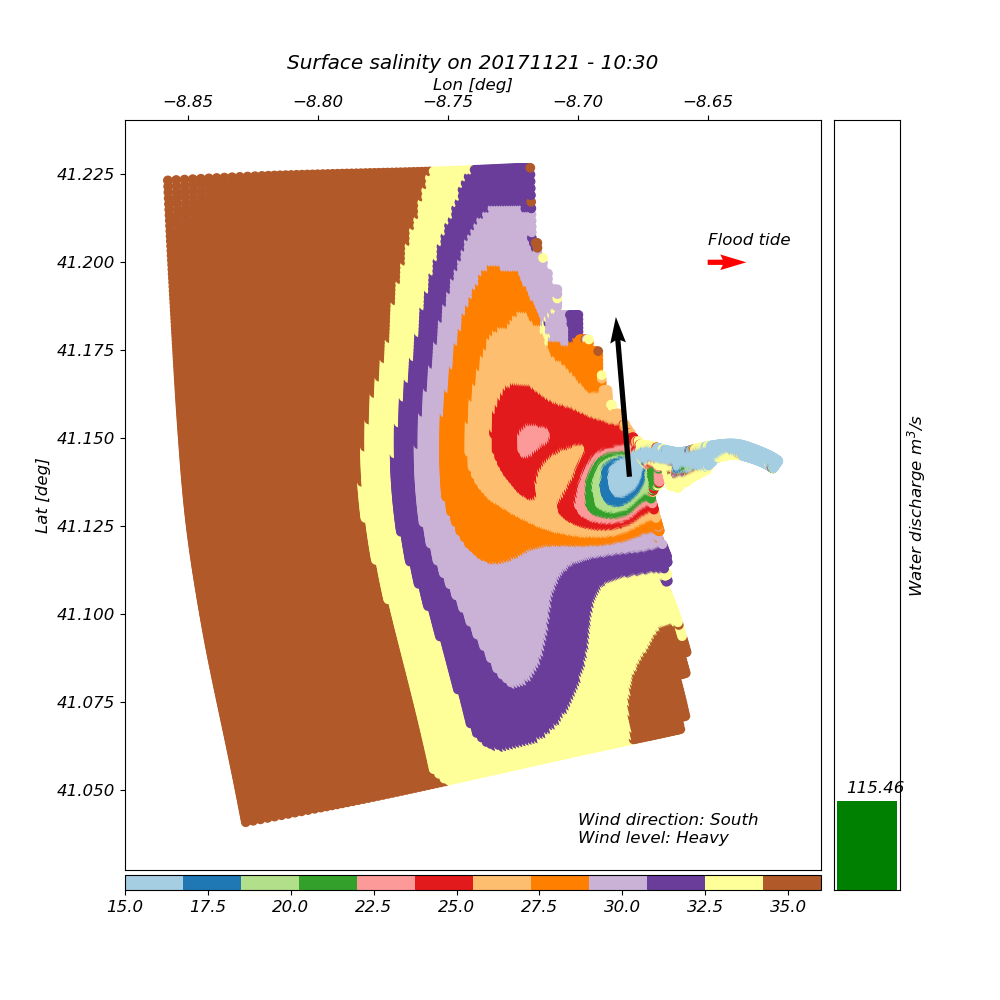 Surface salinity on 20171121 - 10:30
Lon [deg]
−8.85 −8.80 −8.75 −8.70 −8.65
41.225
41.200
41.175
41.150
41.125
41.100
41.075
41.050
Lat [deg]
Flood tide
Wind direction: South
Wind level: Heavy
15.0 17.5 20.0 22.5 25.0 27.5 30.0 32.5 35.0
115.46
Water discharge m³/s